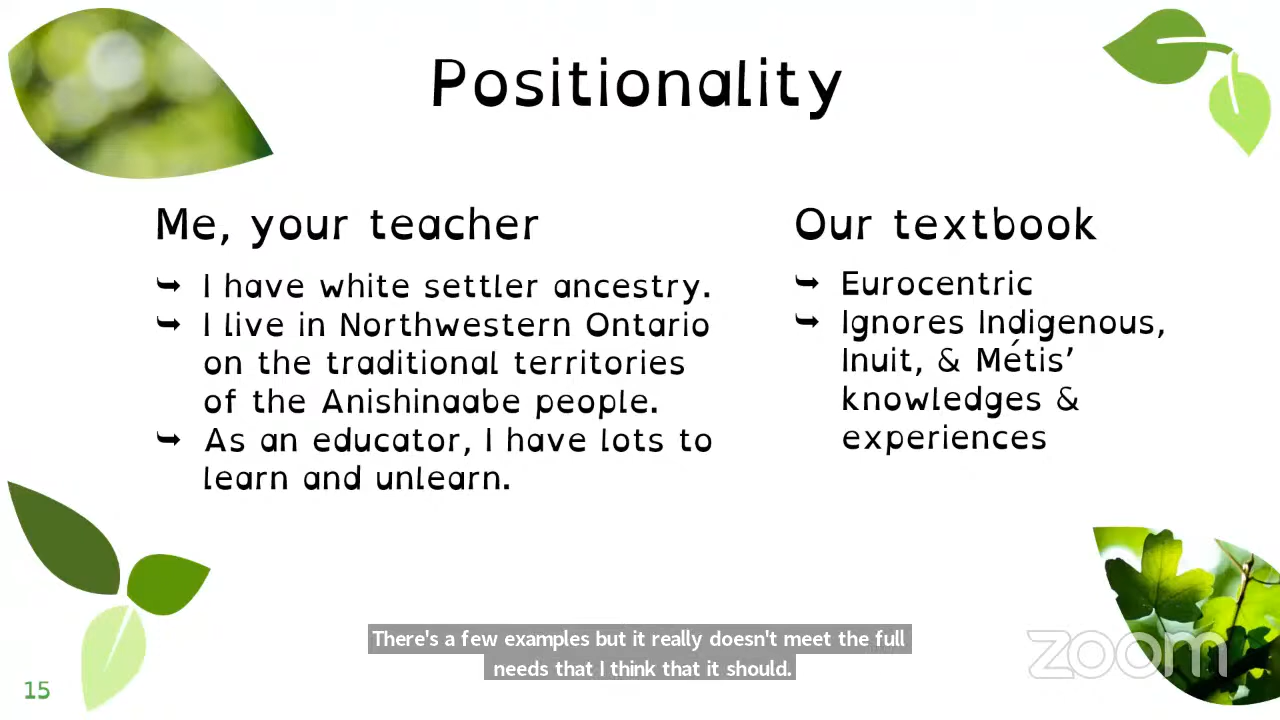 Positionality
Me, your teacher
⮩ I have white settler ancestry.
⮩ I live in Northwestern Ontario
on the traditional territories
of the Anishinaabe people.
⮩ As an educator, I have lots to
learn and unlearn.
Our textbook
⮩ Eurocentric
⮩ Ignores Indigenous,
Inuit, & Métis’
knowledges &
experiences
There's a few examples but it really doesn't meet the full
needs that I think that it should.
zoom
15